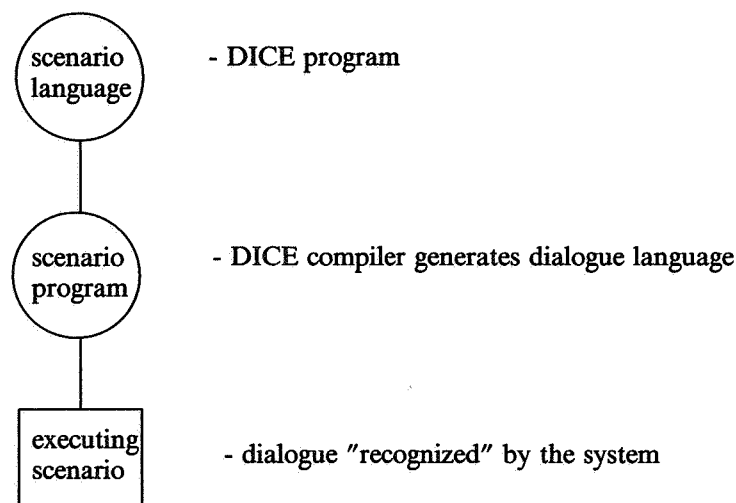 scenario
language
- DICE program
scenario
program
- DICE compiler generates dialogue language
executing
scenario
- dialogue "recognized" by the system